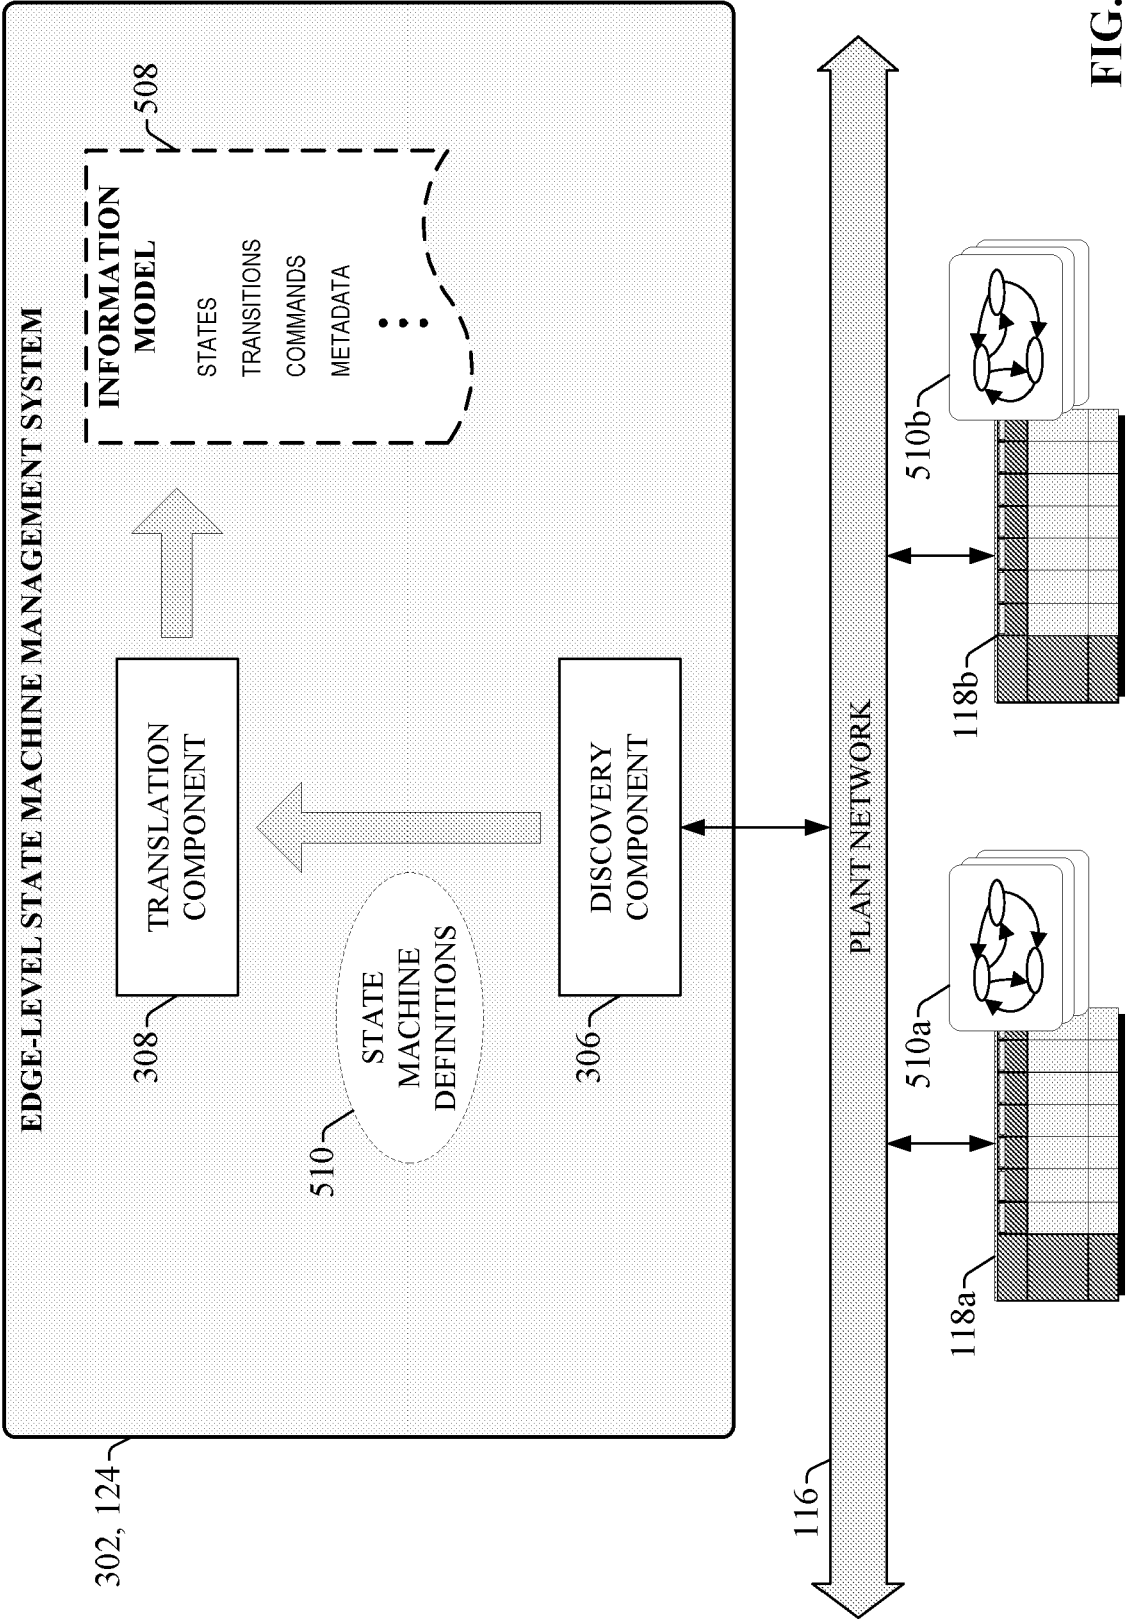 EDGE-LEVEL STATE MACHINE MANAGEMENT SYSTEM
302, 124
308
TRANSLATION
COMPONENT
INFORMATION
MODEL
STATES
TRANSITIONS
COMMANDS
METADATA
508
510
STATE
MACHINE
DEFINITIONS
306
DISCOVERY
COMPONENT
116
PLANT NETWORK
118a
510a
118b
510b
FIG.